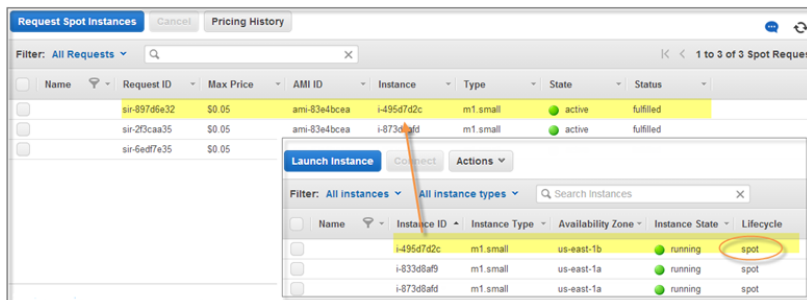 Request Spot Instances Cancel Pricing History
Filter: All Requests 1 to 3 of 3 Spot Reques
Name Request ID Max Price AMI ID Instance Type State Status
sir-897d6e32 $0.05 ami-83e4bcea i-495d7d2c m1.small active fulfilled
sir-2f3caa35 $0.05 ami-83e4bcea i-873d8afd m1.small active fulfilled
sir-6edf7e35 $0.05
Launch Instance Connect Actions
Filter: All instances All instance types Search Instances
Name Instance ID Instance Type Availability Zone Instance State Lifecycle
i-495d7d2c m1.small us-east-1b running spot
i-833d8af9 m1.small us-east-1a running spot
i-873d8afd m1.small us-east-1a running spot